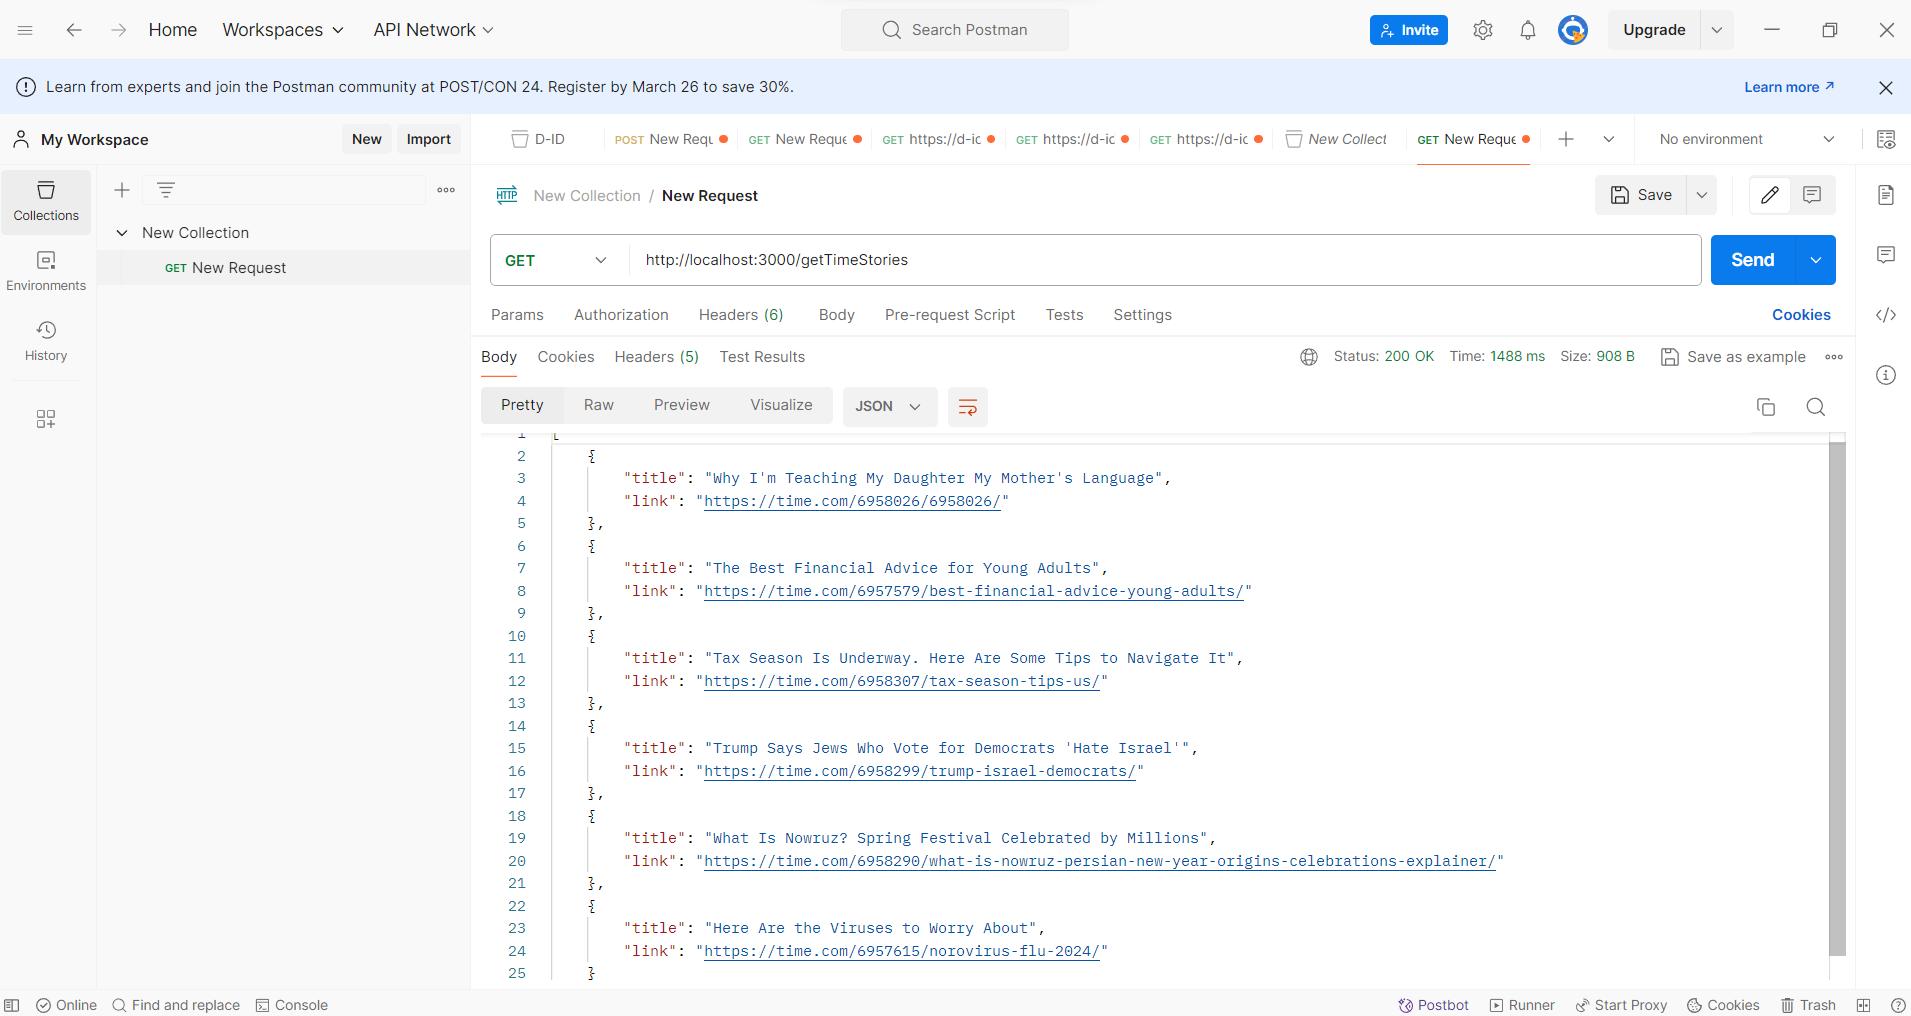 Home Workspaces API Network Search Postman Invite Upgrade
Learn from experts and join the Postman community at POST/CON 24. Register by March 26 to save 30%. Learn more
My Workspace New Import D-ID POST New Requ GET New Reque GET https://d-ic GET https://d-ic GET https://d-ic New Collect GET New Reque No environment
Collections
Environments
History
New Collection
GET New Request
HTTP New Collection / New Request Save
GET http://localhost:3000/getTimeStories Send
Params Authorization Headers (6) Body Pre-request Script Tests Settings Cookies
Body Cookies Headers (5) Test Results Status: 200 OK Time: 1488 ms Size: 908 B Save as example
Pretty Raw Preview Visualize JSON
1 [
2 {
3 "title": "Why I'm Teaching My Daughter My Mother's Language",
4 "link": "https://time.com/6958026/6958026/"
5 },
6 {
7 "title": "The Best Financial Advice for Young Adults",
8 "link": "https://time.com/6957579/best-financial-advice-young-adults/"
9 },
10 {
11 "title": "Tax Season Is Underway. Here Are Some Tips to Navigate It",
12 "link": "https://time.com/6958307/tax-season-tips-us/"
13 },
14 {
15 "title": "Trump Says Jews Who Vote for Democrats 'Hate Israel'",
16 "link": "https://time.com/6958299/trump-israel-democrats/"
17 },
18 {
19 "title": "What Is Nowruz? Spring Festival Celebrated by Millions",
20 "link": "https://time.com/6958290/what-is-nowruz-persian-new-year-origins-celebrations-explainer/"
21 },
22 {
23 "title": "Here Are the Viruses to Worry About",
24 "link": "https://time.com/6957615/norovirus-flu-2024/"
25 }
Online Find and replace Console Postbot Runner Start Proxy Cookies Trash